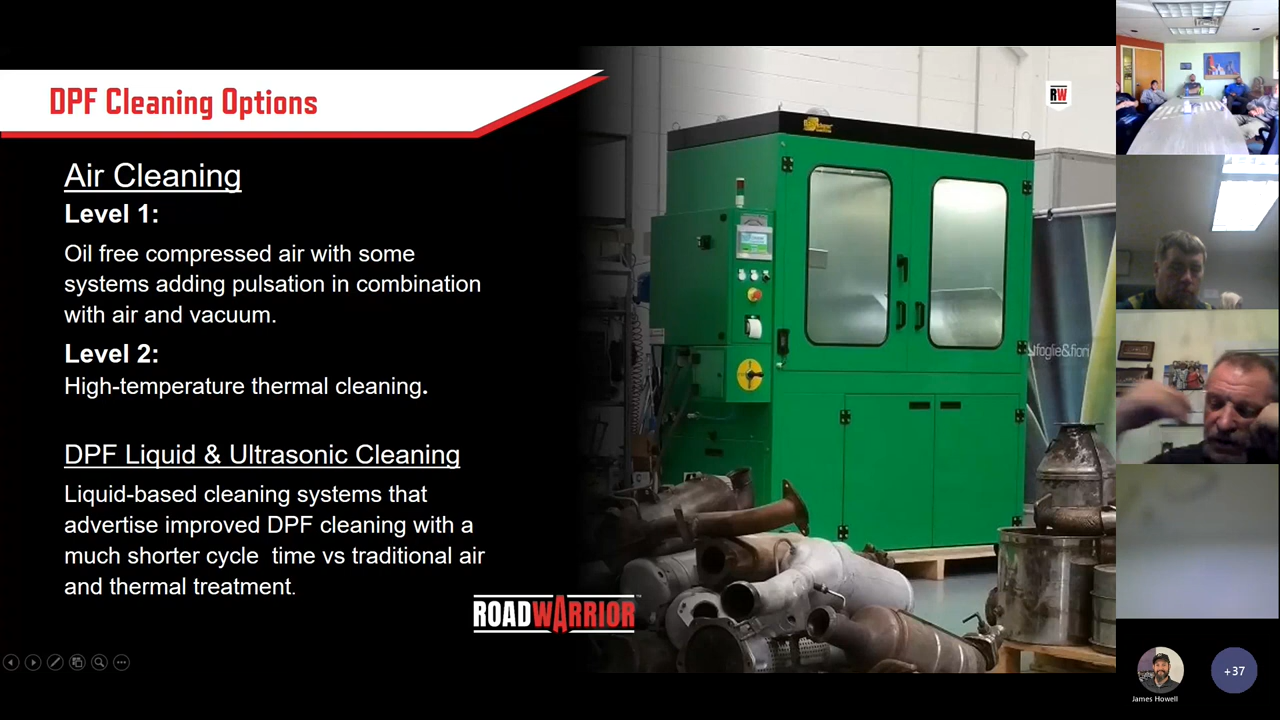 DPF Cleaning Options
Air Cleaning
Level 1:
Oil free compressed air with some
systems adding pulsation in combination
with air and vacuum.
Level 2:
High-temperature thermal cleaning.
DPF Liquid & Ultrasonic Cleaning
Liquid-based cleaning systems that
advertise improved DPF cleaning with a
much shorter cycle  time vs traditional air
and thermal treatment.
ROADWARRIOR
RW
foglie&fiori
James Howell
+37